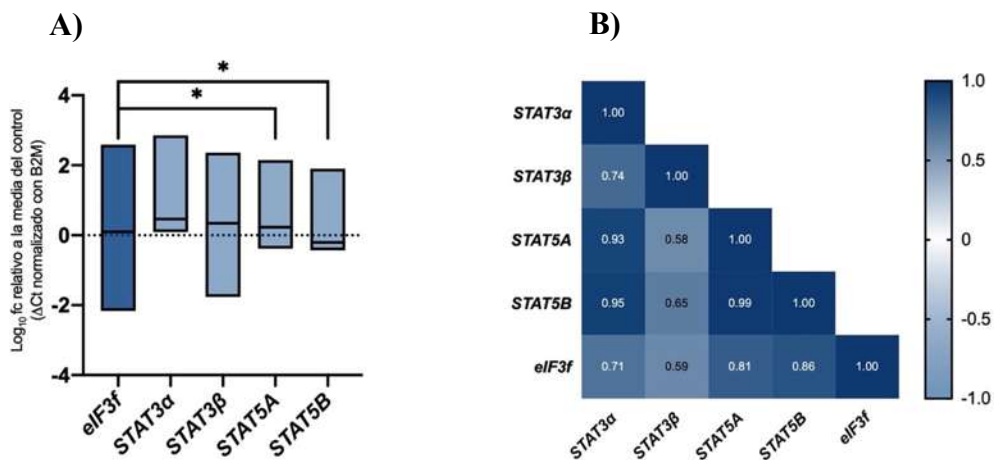 A)
B)
*
*
4
2
0
-2
-4
Log₁₀ fc relativo a la media del control
(ΔCt normalizado con B2M)
eIF3f
STAT3α
STAT3β
STAT5A
STAT5B
STAT3α
1.00
STAT3β
0.74
1.00
STAT5A
0.93
0.58
1.00
STAT5B
0.95
0.65
0.99
1.00
eIF3f
0.71
0.59
0.81
0.86
1.00
STAT3α
STAT3β
STAT5A
STAT5B
eIF3f
1.0
0.5
0
-0.5
-1.0